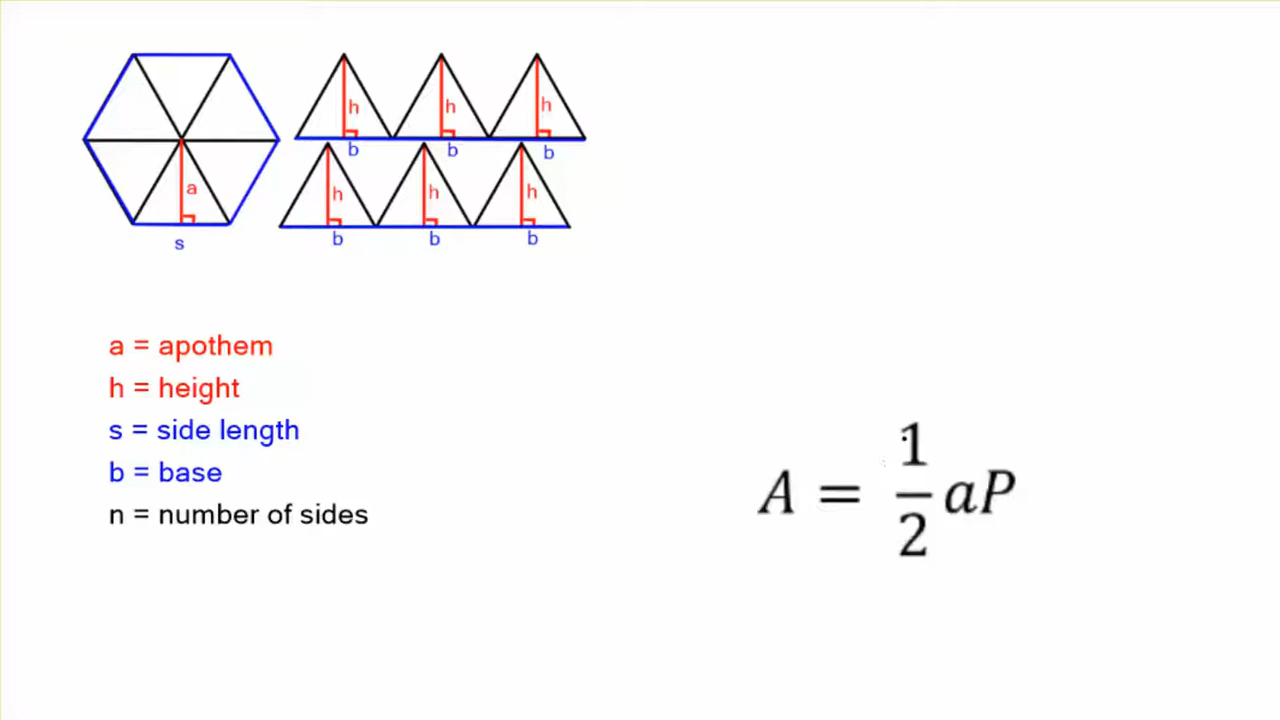 h h h
b b b
a h h h
s b b b
a = apothem
h = height
s = side length
b = base
n = number of sides
A = 1/2 aP